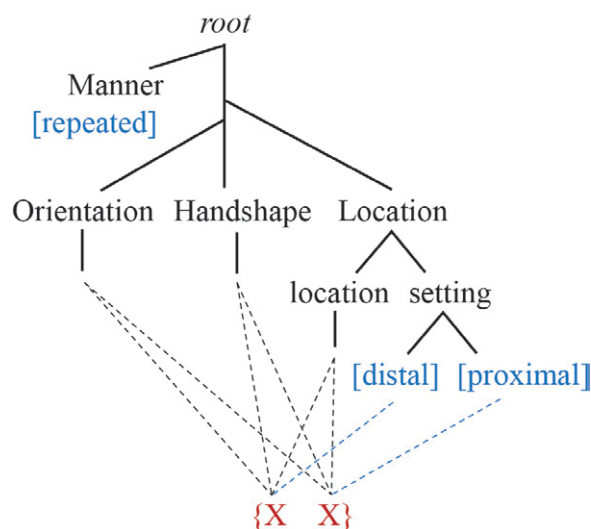 root
Manner
[repeated]
Orientation Handshape Location
location setting
[distal] [proximal]
{X X}